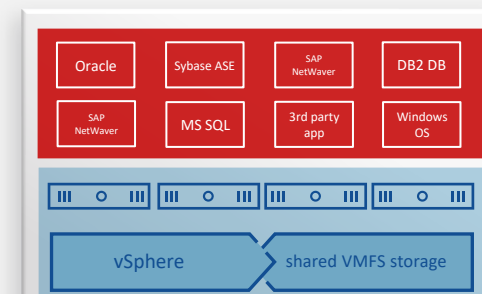 Oracle
Sybase ASE
SAP
NetWaver
DB2 DB
SAP
NetWaver
MS SQL
3rd party
app
Windows
OS
vSphere
shared VMFS storage